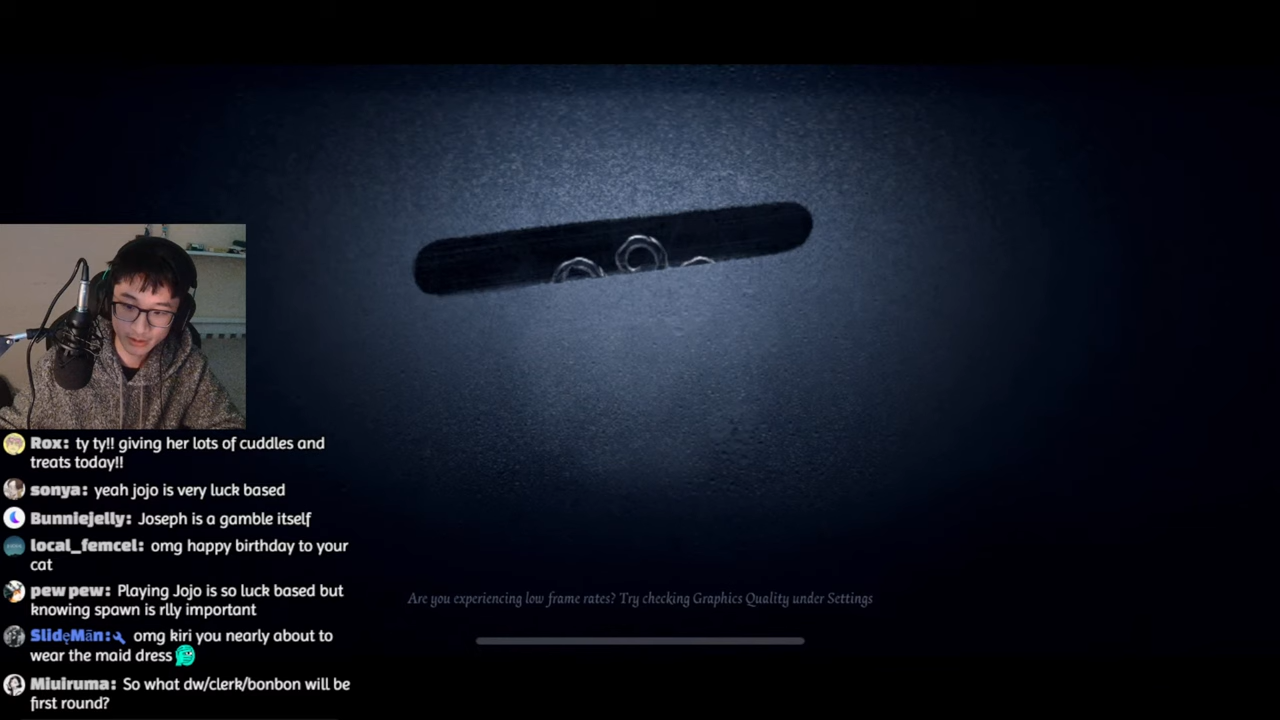 Rox: ty ty!! giving her lots of cuddles and
treats today!!
sonya: yeah jojo is very luck based
Bunniejelly: Joseph is a gamble itself
local_femcel: omg happy birthday to your
cat
pew pew: Playing Jojo is so luck based but
knowing spawn is rlly important
SlidęMān: omg kiri you nearly about to
wear the maid dress
Miuiruma: So what dw/clerk/bonbon will be
first round?
Are you experiencing low frame rates? Try checking Graphics Quality under Settings